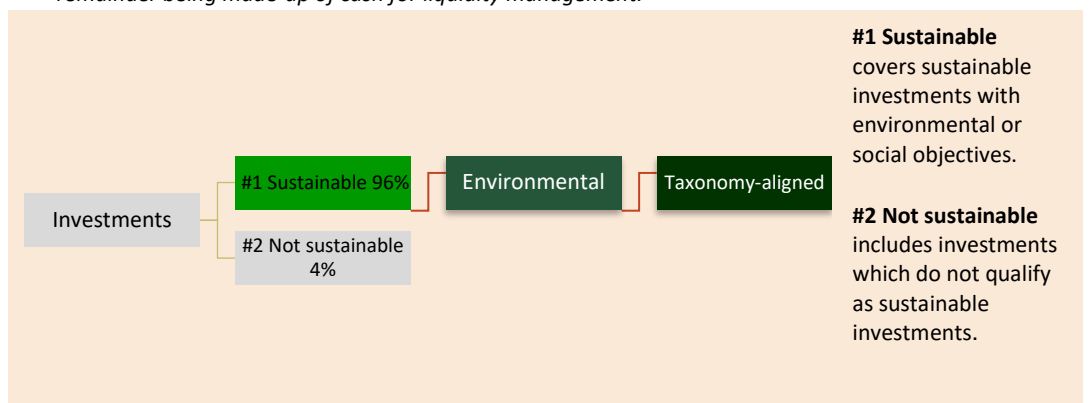 remainder being made up of cash for liquidity management.
#1 Sustainable
covers sustainable
investments with
environmental or
social objectives.
#2 Not sustainable
includes investments
which do not qualify
as sustainable
investments.
Investments
#1 Sustainable 96%
#2 Not sustainable
4%
Environmental
Taxonomy-aligned